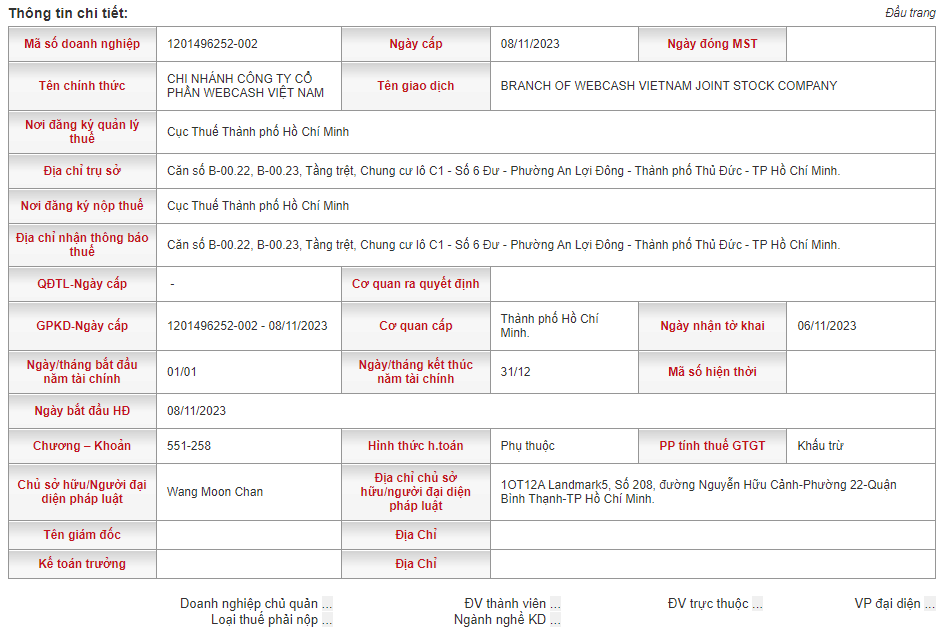 Thông tin chi tiết: Đầu trang
Mã số doanh nghiệp 1201496252-002 Ngày cấp 08/11/2023 Ngày đóng MST
Tên chính thức CHI NHÁNH CÔNG TY CỔ PHẦN WEBCASH VIỆT NAM Tên giao dịch BRANCH OF WEBCASH VIETNAM JOINT STOCK COMPANY
Nơi đăng ký quản lý thuế Cục Thuế Thành phố Hồ Chí Minh
Địa chỉ trụ sở Căn số B-00.22, B-00.23, Tầng trệt, Chung cư lô C1 - Số 6 Đư - Phường An Lợi Đông - Thành phố Thủ Đức - TP Hồ Chí Minh.
Nơi đăng ký nộp thuế Cục Thuế Thành phố Hồ Chí Minh
Địa chỉ nhận thông báo thuế Căn số B-00.22, B-00.23, Tầng trệt, Chung cư lô C1 - Số 6 Đư - Phường An Lợi Đông - Thành phố Thủ Đức - TP Hồ Chí Minh.
QĐTL-Ngày cấp - Cơ quan ra quyết định
GPKD-Ngày cấp 1201496252-002 - 08/11/2023 Cơ quan cấp Thành phố Hồ Chí Minh. Ngày nhận tờ khai 06/11/2023
Ngày/tháng bắt đầu năm tài chính 01/01 Ngày/tháng kết thúc năm tài chính 31/12 Mã số hiện thời
Ngày bắt đầu HĐ 08/11/2023
Chương – Khoản 551-258 Hình thức h.toán Phụ thuộc PP tính thuế GTGT Khấu trừ
Chủ sở hữu/Người đại diện pháp luật Wang Moon Chan Địa chỉ chủ sở hữu/người đại diện pháp luật 1OT12A Landmark5, Số 208, đường Nguyễn Hữu Cảnh-Phường 22-Quận Bình Thạnh-TP Hồ Chí Minh.
Tên giám đốc Địa Chỉ
Kế toán trưởng Địa Chỉ
Doanh nghiệp chủ quản ... ĐV thành viên ... ĐV trực thuộc ... VP đại diện ...
Loại thuế phải nộp ... Ngành nghề KD ...